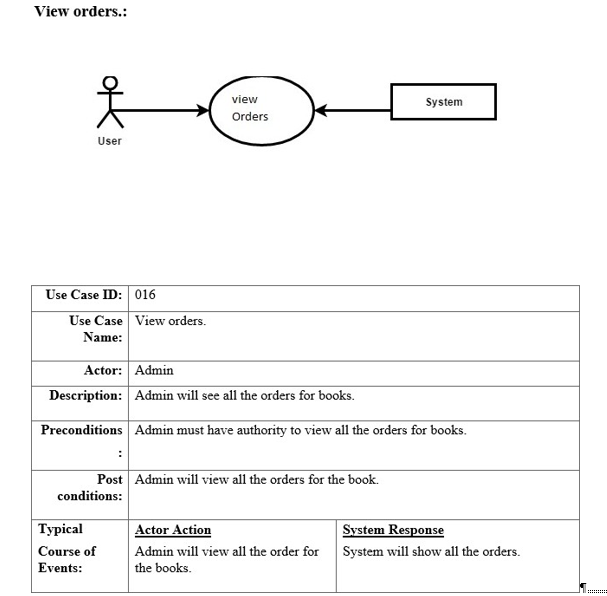 View orders.:
view
Orders
System
User
Use Case ID: 016
Use Case View orders.
Name:
Actor: Admin
Description: Admin will see all the orders for books.
Preconditions Admin must have authority to view all the orders for books.
:
Post Admin will view all the orders for the book.
conditions:
Typical Actor Action System Response
Course of Admin will view all the order for System will show all the orders.
Events: the books.
¶